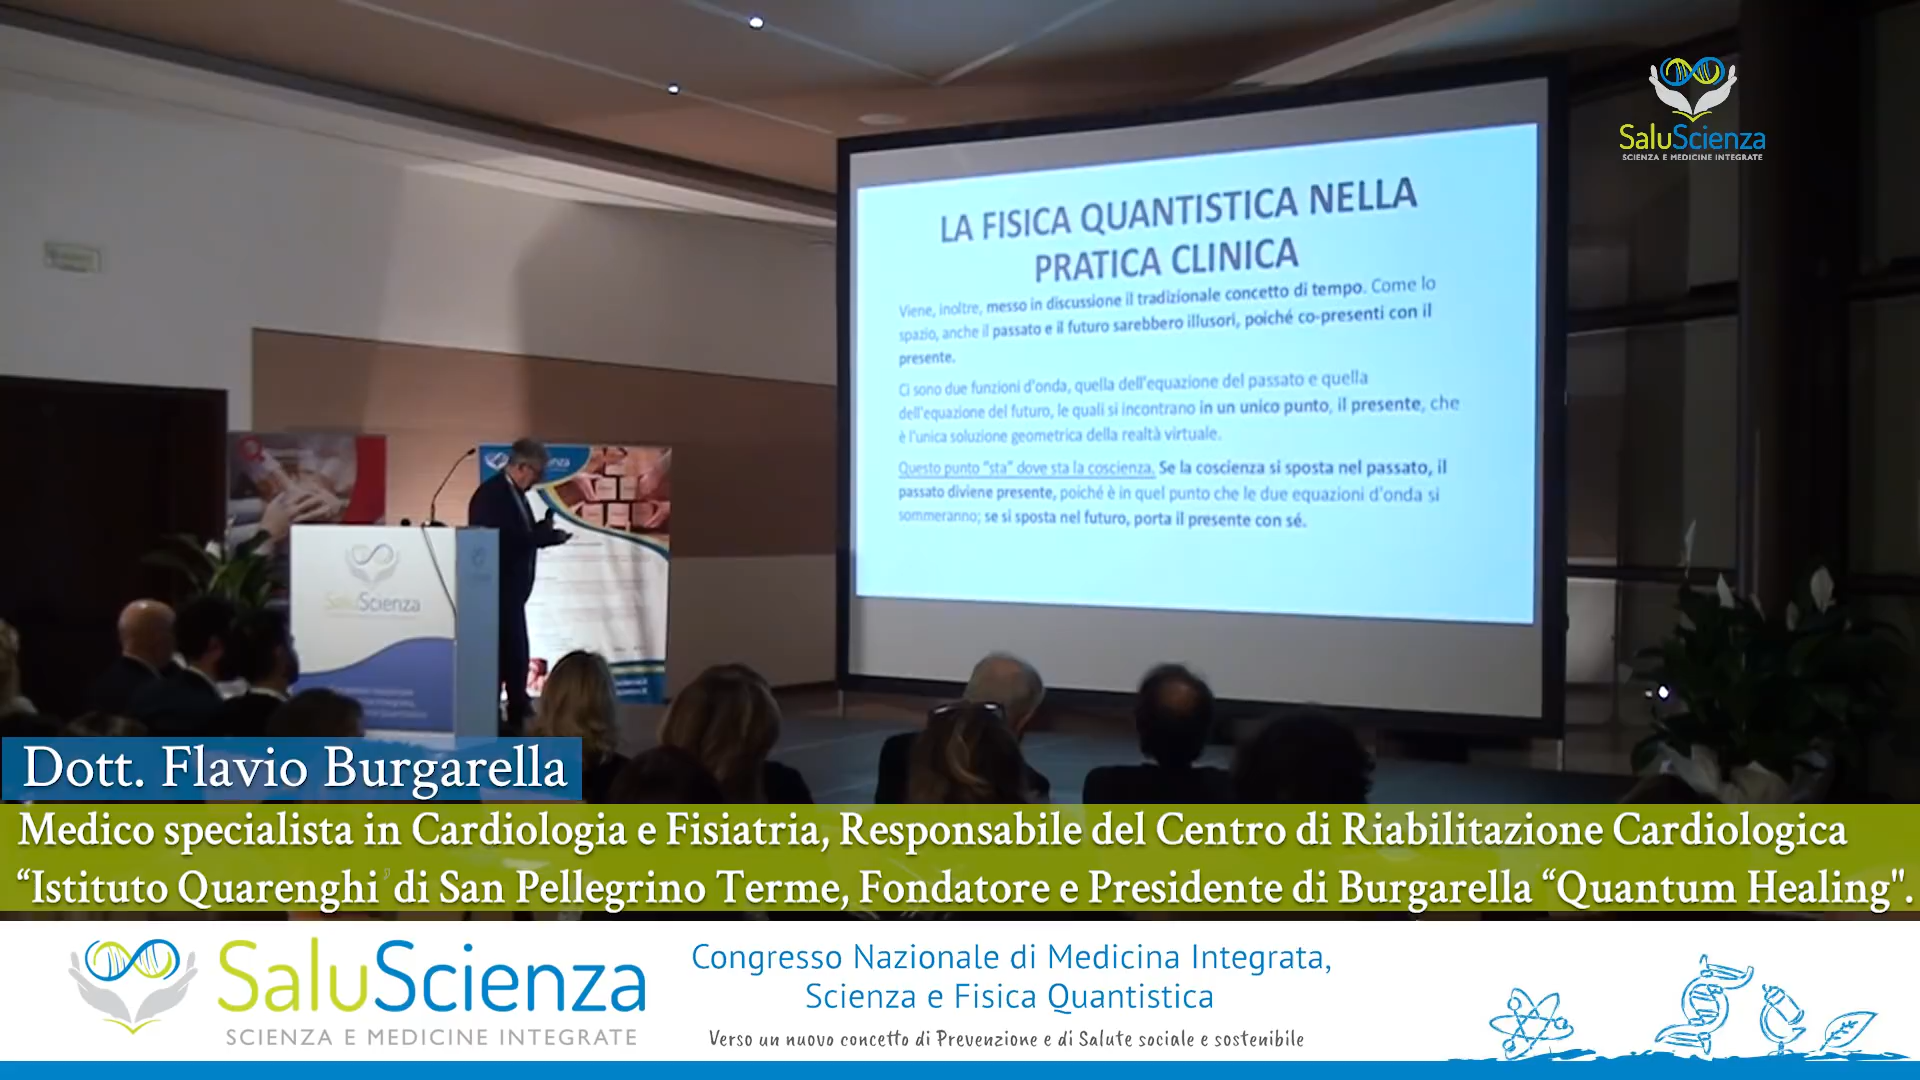 SaluScienza
SCIENZA E MEDICINE INTEGRATE
LA FISICA QUANTISTICA NELLA
PRATICA CLINICA
Viene, inoltre, messo in discussione il tradizionale concetto di tempo. Come lo
spazio, anche il passato e il futuro sarebbero illusori, poiché co-presenti con il
presente.
Ci sono due funzioni d'onda, quella dell'equazione del passato e quella
dell'equazione del futuro, le quali si incontrano in un unico punto, il presente, che
è l'unica soluzione geometrica della realtà virtuale.
Questo punto "sta" dove sta la coscienza. Se la coscienza si sposta nel passato, il
passato diviene presente, poiché è in quel punto che le due equazioni d'onda si
sommeranno; se si sposta nel futuro, porta il presente con sé.
SaluScienza
Dott. Flavio Burgarella
Medico specialista in Cardiologia e Fisiatria, Responsabile del Centro di Riabilitazione Cardiologica
“Istituto Quarenghi” di San Pellegrino Terme, Fondatore e Presidente di Burgarella “Quantum Healing".
SaluScienza
SCIENZA E MEDICINE INTEGRATE
Congresso Nazionale di Medicina Integrata,
Scienza e Fisica Quantistica
Verso un nuovo concetto di Prevenzione e di Salute sociale e sostenibile